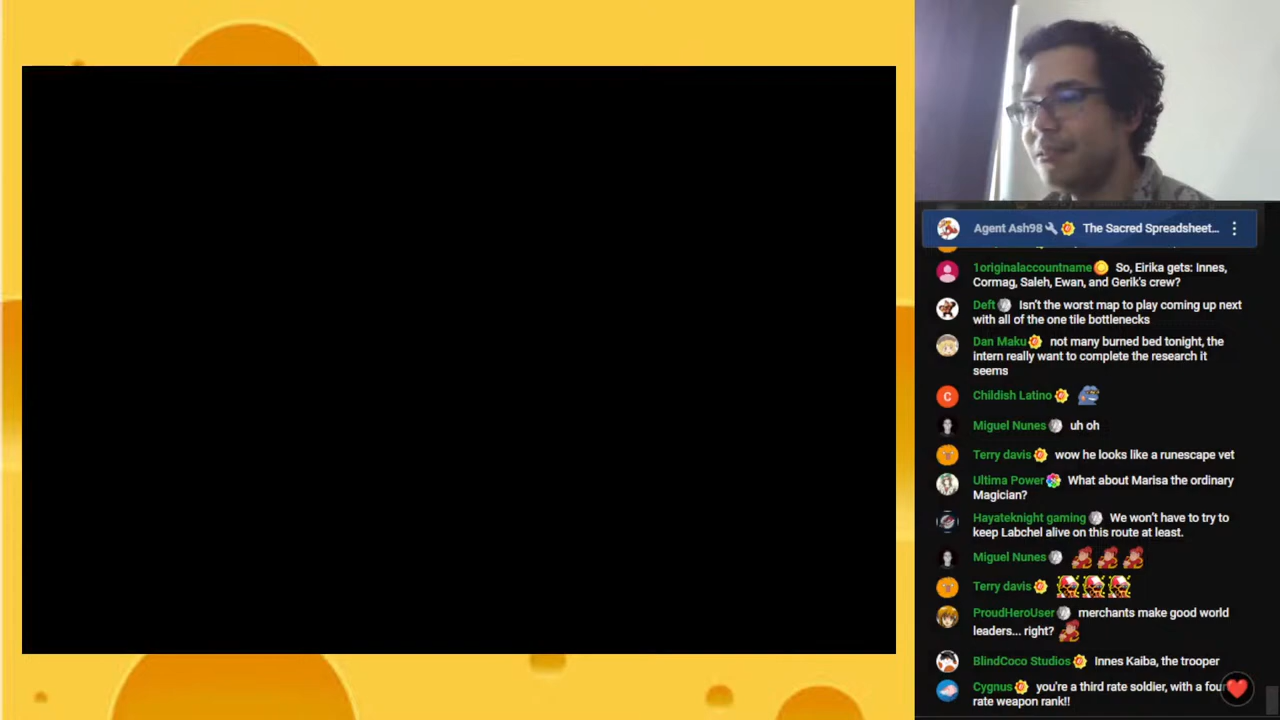 Agent Ash98 The Sacred Spreadsheet...
1originalaccountname So, Eirika gets: Innes,
Cormag, Saleh, Ewan, and Gerik's crew?
Deft Isn't the worst map to play coming up next
with all of the one tile bottlenecks
Dan Maku not many burned bed tonight, the
intern really want to complete the research it
seems
Childish Latino
C
Miguel Nunes uh oh
Terry davis wow he looks like a runescape vet
Ultima Power What about Marisa the ordinary
Magician?
Hayateknight gaming We won't have to try to
keep Labchel alive on this route at least.
Miguel Nunes
Terry davis
ProudHeroUser merchants make good world
leaders... right?
BlindCoco Studios Innes Kaiba, the trooper
Cygnus you're a third rate soldier, with a four
rate weapon rank!!